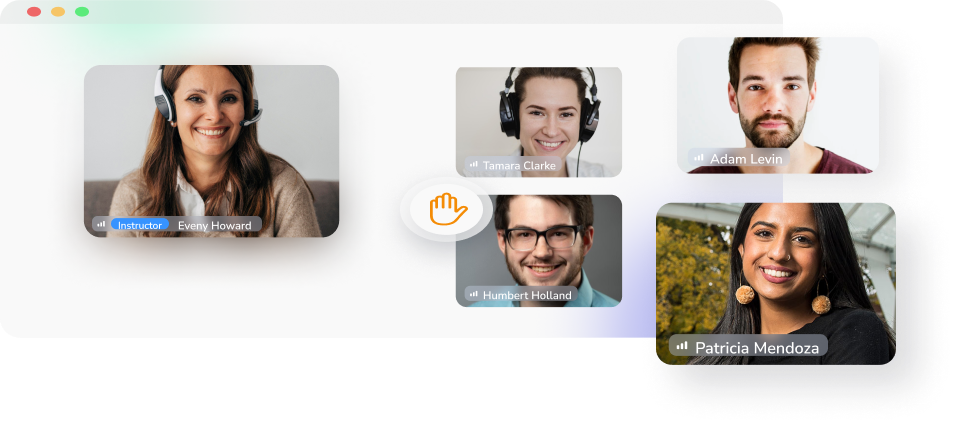 Instructor Eveny Howard
Tamara Clarke
Humbert Holland
Adam Levin
Patricia Mendoza